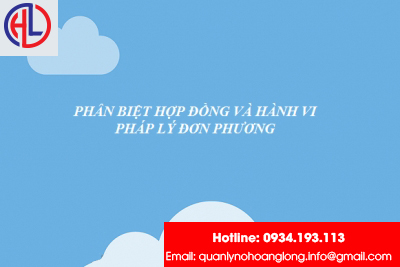 HL
PHÂN BIỆT HỢP ĐỒNG VÀ HÀNH VI
PHÁP LÝ ĐƠN PHƯƠNG
Hotline: 0934.193.113
Email: quanlynohoanglong.info@gmail.com